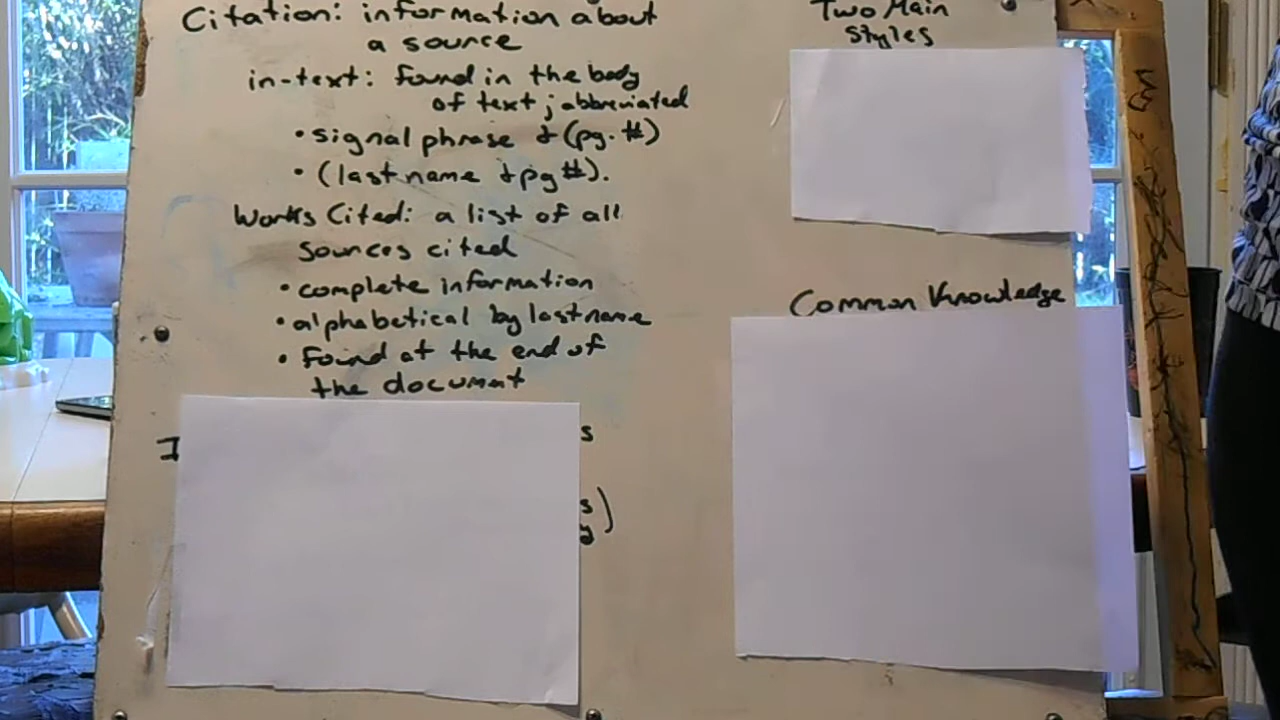 Citation: information about
a source
in-text: found in the body
of text; abbreviated
• signal phrase + (pg. #)
• (last name + pg #).
Works Cited: a list of all
sources cited
• complete information
• alphabetical by last name
• found at the end of
the document
Two Main
Styles
Common Knowledge